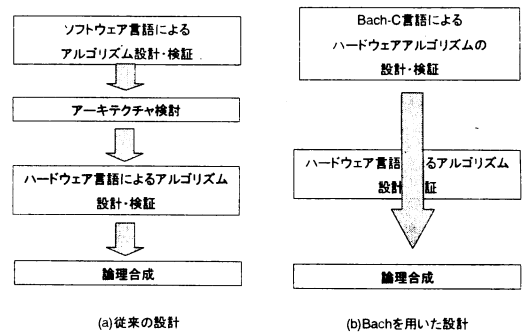 ソフトウェア言語による
アルゴリズム設計・検証
アーキテクチャ検討
ハードウェア言語によるアルゴリズム
設計・検証
論理合成
(a)従来の設計
Bach-C言語による
ハードウェアアルゴリズムの
設計・検証
ハードウェア言語 るアルゴリズム
設計 証
論理合成
(b)Bachを用いた設計